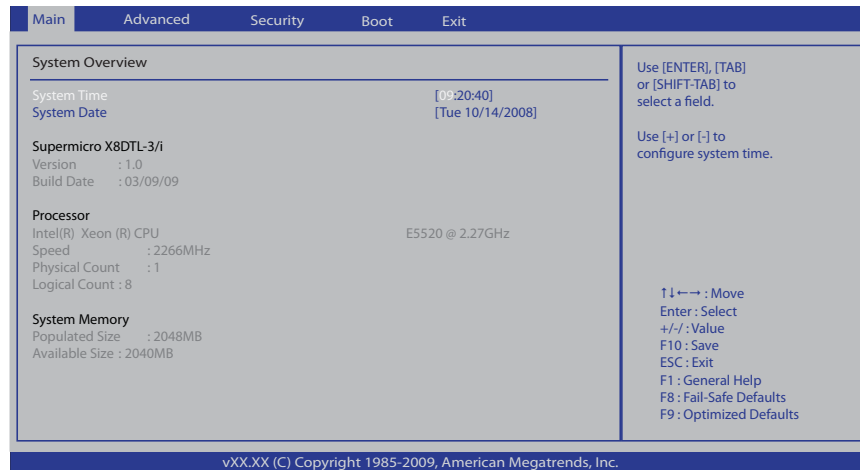 Main Advanced Security Boot Exit
System Overview
System Time [09:20:40]
System Date [Tue 10/14/2008]
Supermicro X8DTL-3/i
Version : 1.0
Build Date : 03/09/09
Processor
Intel(R) Xeon (R) CPU E5520 @ 2.27GHz
Speed : 2266MHz
Physical Count : 1
Logical Count : 8
System Memory
Populated Size : 2048MB
Available Size : 2040MB
Use [ENTER], [TAB]
or [SHIFT-TAB] to
select a field.
Use [+] or [-] to
configure system time.
↑↓←→ : Move
Enter : Select
+/-/ : Value
F10 : Save
ESC : Exit
F1 : General Help
F8 : Fail-Safe Defaults
F9 : Optimized Defaults
vXX.XX (C) Copyright 1985-2009, American Megatrends, Inc.